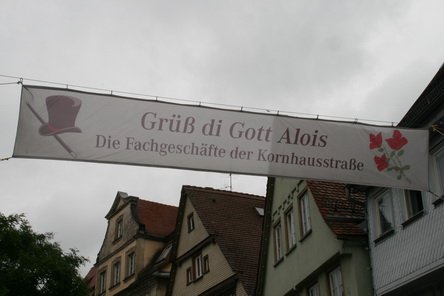 Grüß di Gott Alois
Die Fachgeschäfte der Kornhausstraße